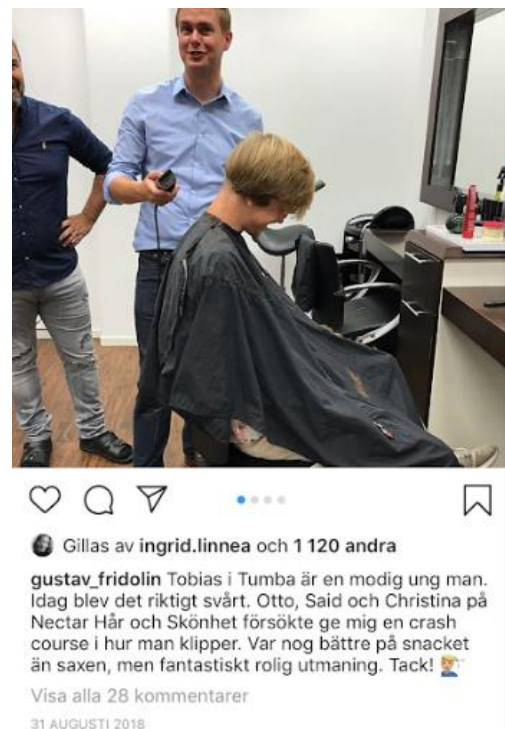 Gillas av ingrid.linnea och 1 120 andra
gustav_fridolin Tobias i Tumba är en modig ung man.
Idag blev det riktigt svårt. Otto, Said och Christina på
Nectar Hår och Skönhet försökte ge mig en crash
course i hur man klipper. Var nog bättre på snacket
än saxen, men fantastiskt rolig utmaning. Tack! 💇🏼‍♂️
Visa alla 28 kommentarer
31 AUGUSTI 2018